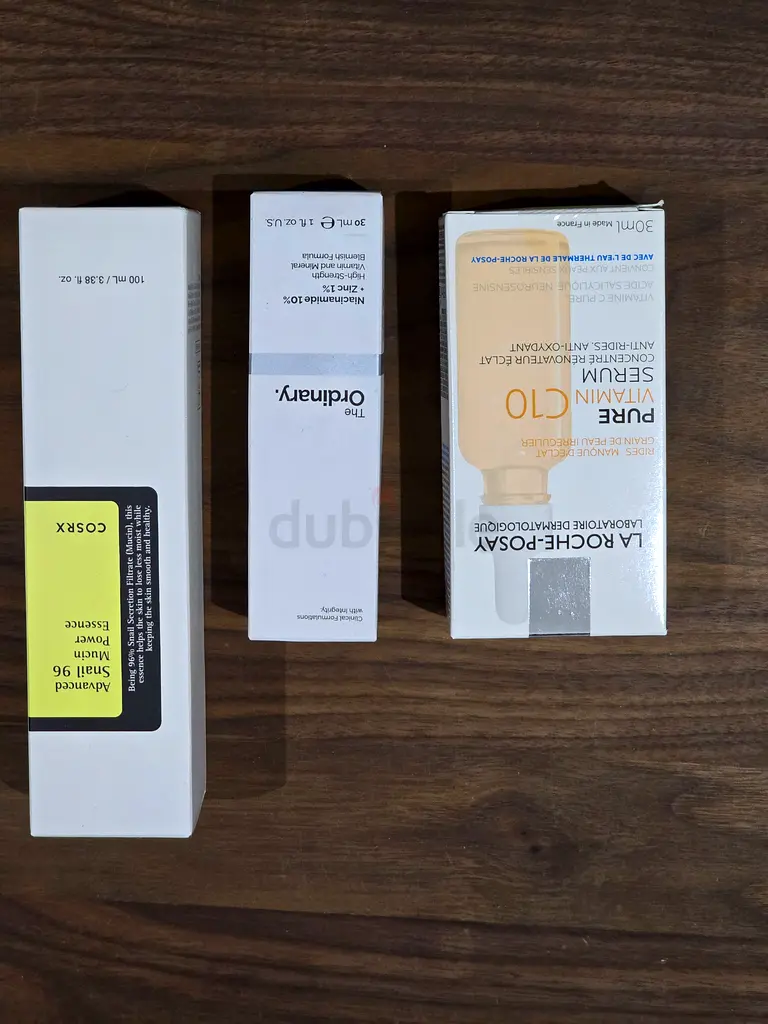 COSRX
Advanced
Snail 96
Mucin
Power
Essence
Being 96% Snail Secretion Filtrate (Mucin), this
essence helps the skin to lose less moist while
keeping the skin smooth and healthy.
100 mL / 3.38 fl. oz.
Clinical Formulations
with Integrity.
The
Ordinary.
Niacinamide 10%
+ Zinc 1%
High-Strength
Vitamin and Mineral
Blemish Formula
30 mL ℮ 1 fl. oz. U.S.
LA ROCHE-POSAY
LABORATOIRE DERMATOLOGIQUE
RIDES. MANQUE D'ÉCLAT
GRAIN DE PEAU IRRÉGULIER
PURE
VITAMIN C10
SERUM
CONCENTRÉ RÉNOVATEUR ÉCLAT
ANTI-RIDES. ANTI-OXYDANT
VITAMINE C PURE.
ACIDE SALICYLIQUE. NEUROSENSINE
CONVIENT AUX PEAUX SENSIBLES
AVEC DE L'EAU THERMALE DE LA ROCHE-POSAY
30ml Made in France